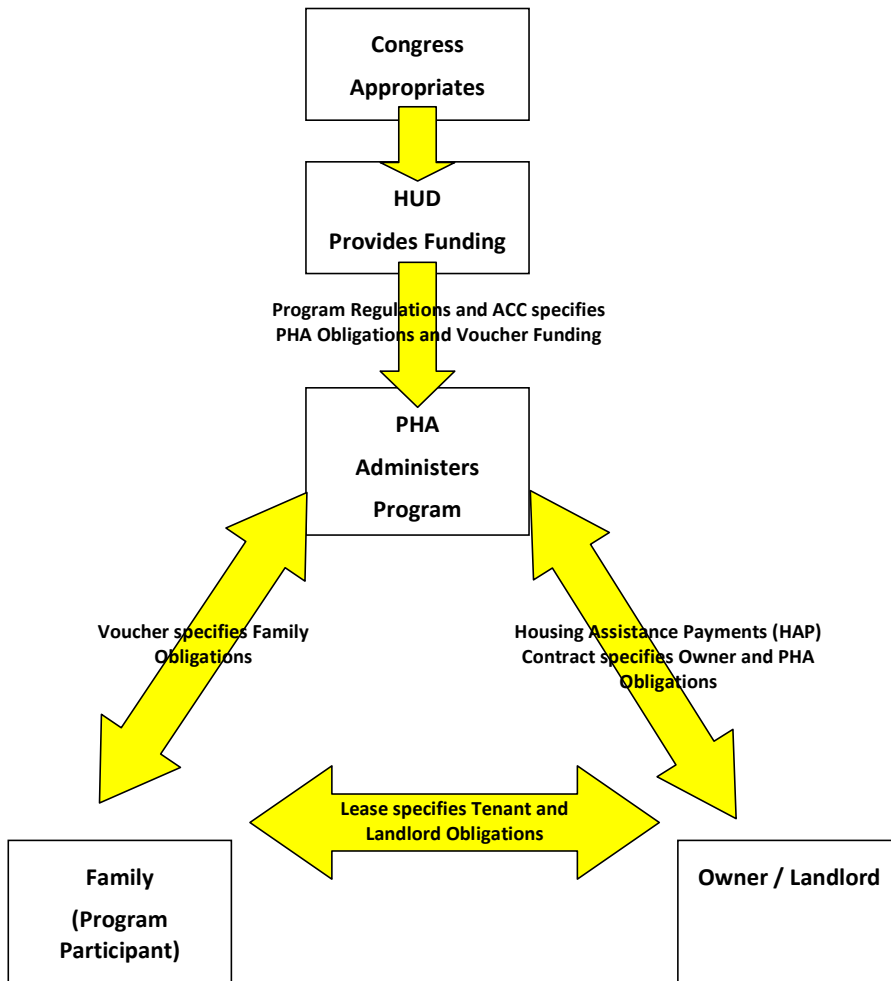 Congress
Appropriates
HUD
Provides Funding
Program Regulations and ACC specifies
PHA Obligations and Voucher Funding
PHA
Administers
Program
Voucher specifies Family
Obligations
Housing Assistance Payments (HAP)
Contract specifies Owner and PHA
Obligations
Lease specifies Tenant and
Landlord Obligations
Family
(Program
Participant)
Owner / Landlord